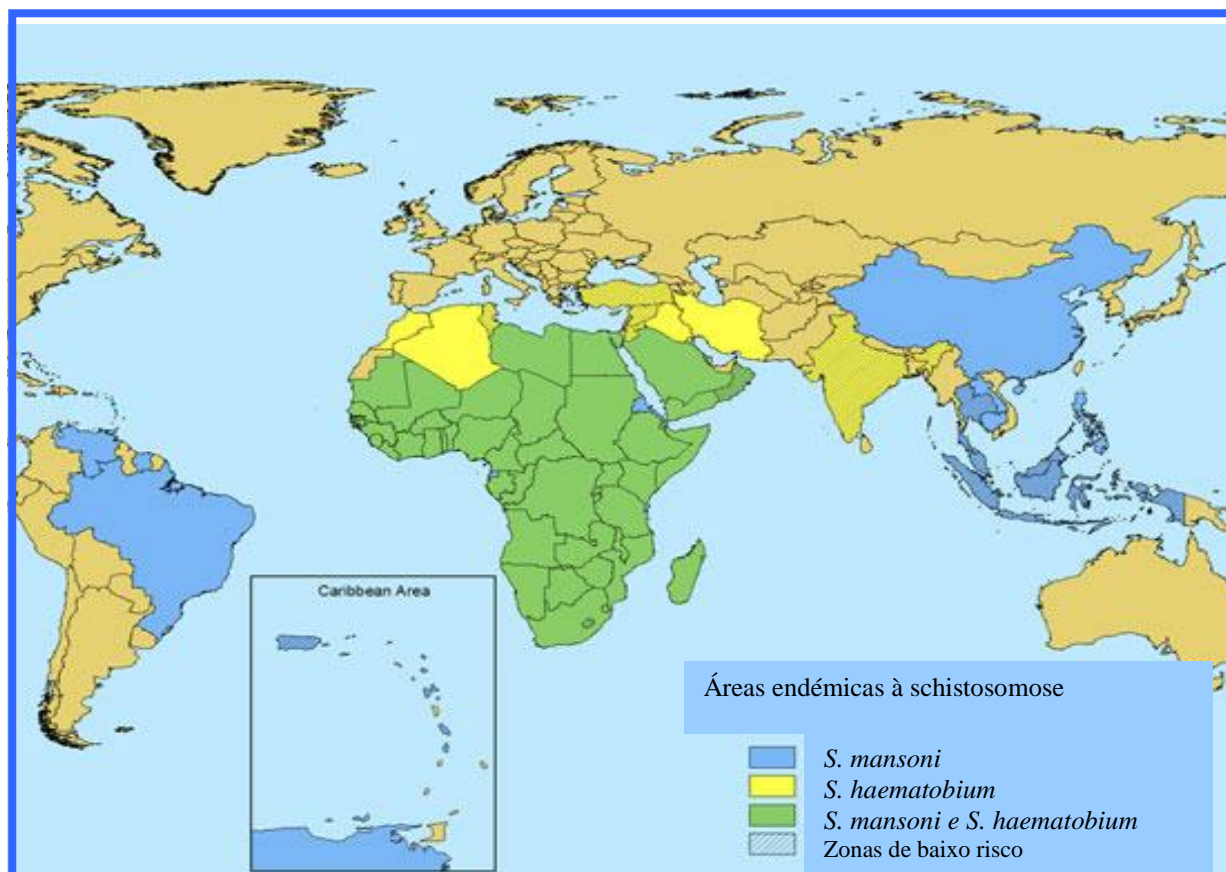 Caribbean Area
Áreas endémicas à schistosomose
S. mansoni
S. haematobium
S. mansoni e S. haematobium
Zonas de baixo risco